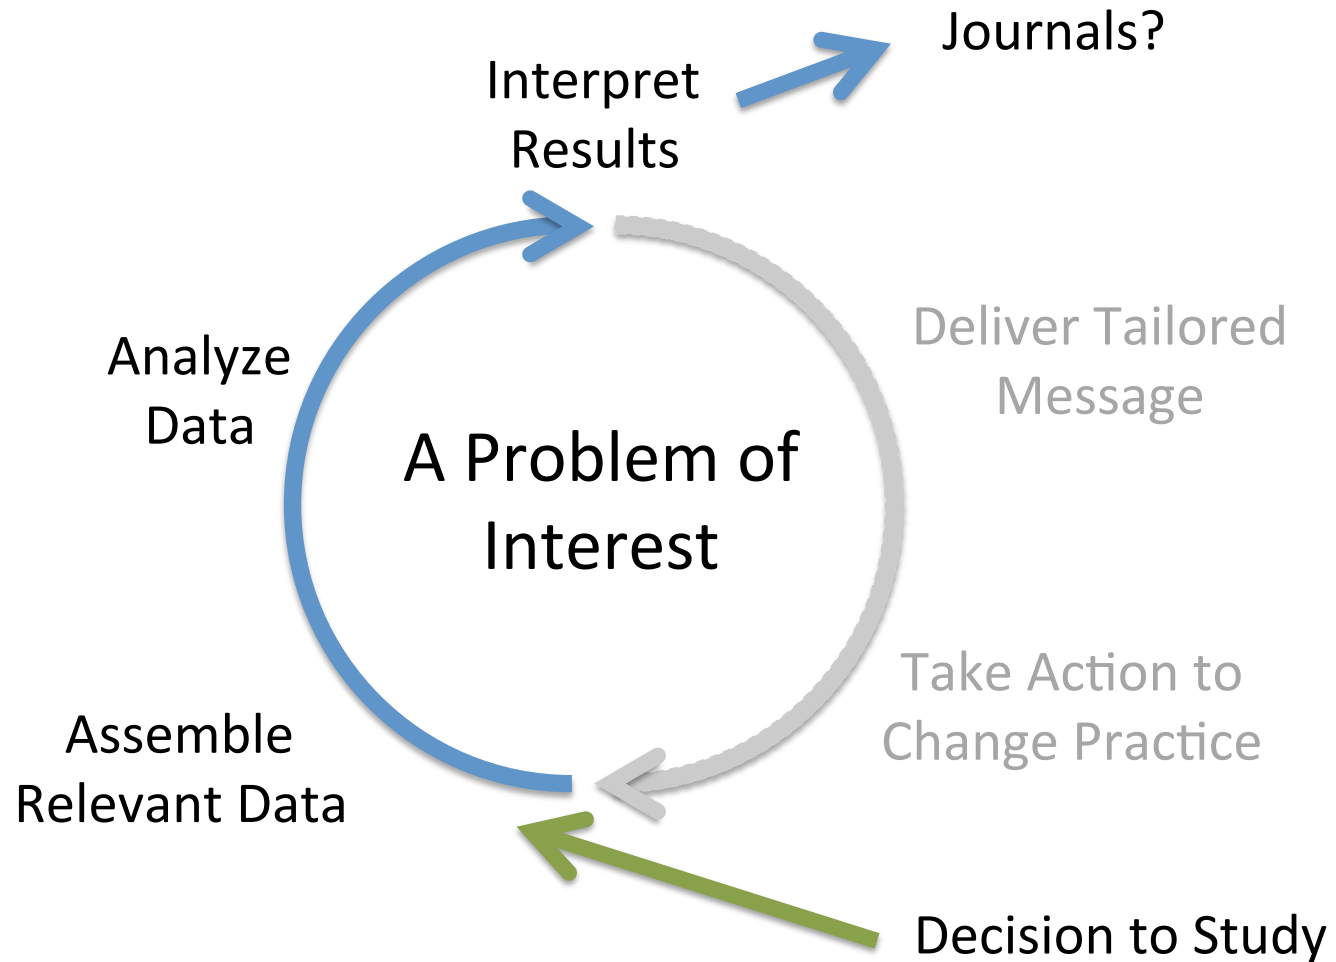 Journals?
Interpret
Results
Deliver Tailored
Message
Analyze
Data
A Problem of
Interest
Take Action to
Change Practice
Assemble
Relevant Data
Decision to Study